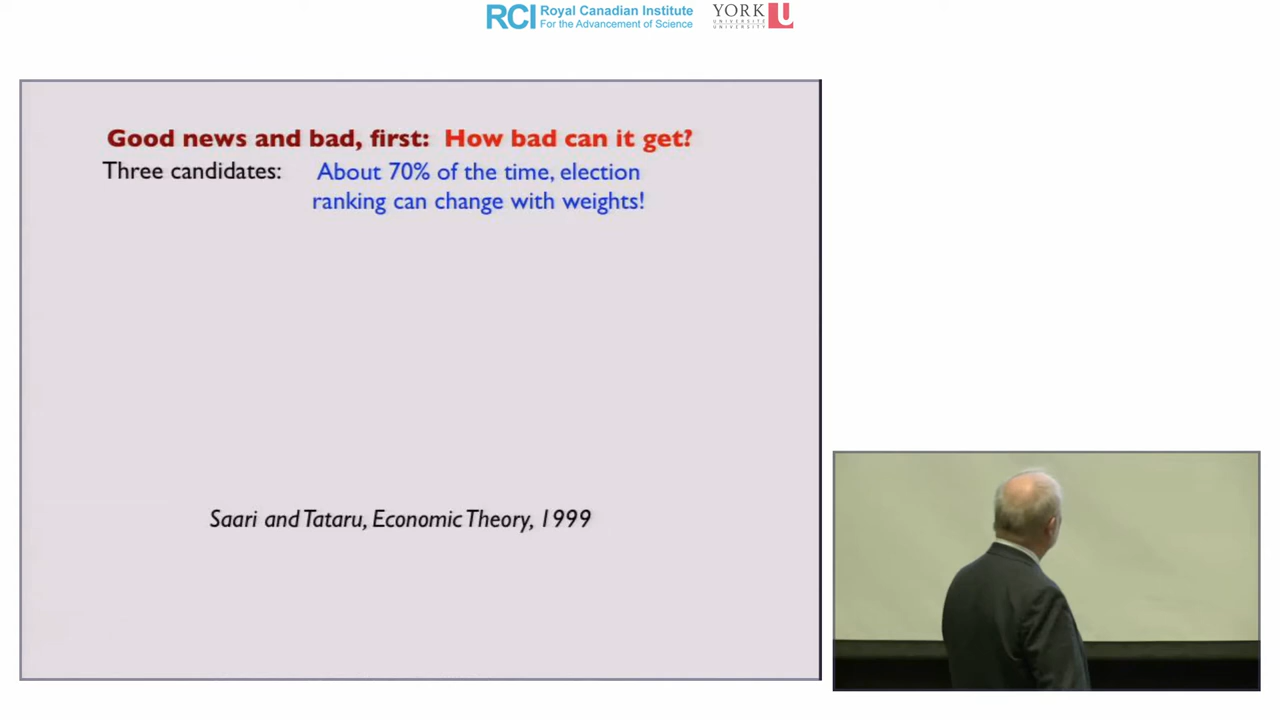 RCI Royal Canadian Institute
For the Advancement of Science
YORK U
UNIVERSITÉ
UNIVERSITY
Good news and bad, first: How bad can it get?
Three candidates: About 70% of the time, election
ranking can change with weights!
Saari and Tataru, Economic Theory, 1999